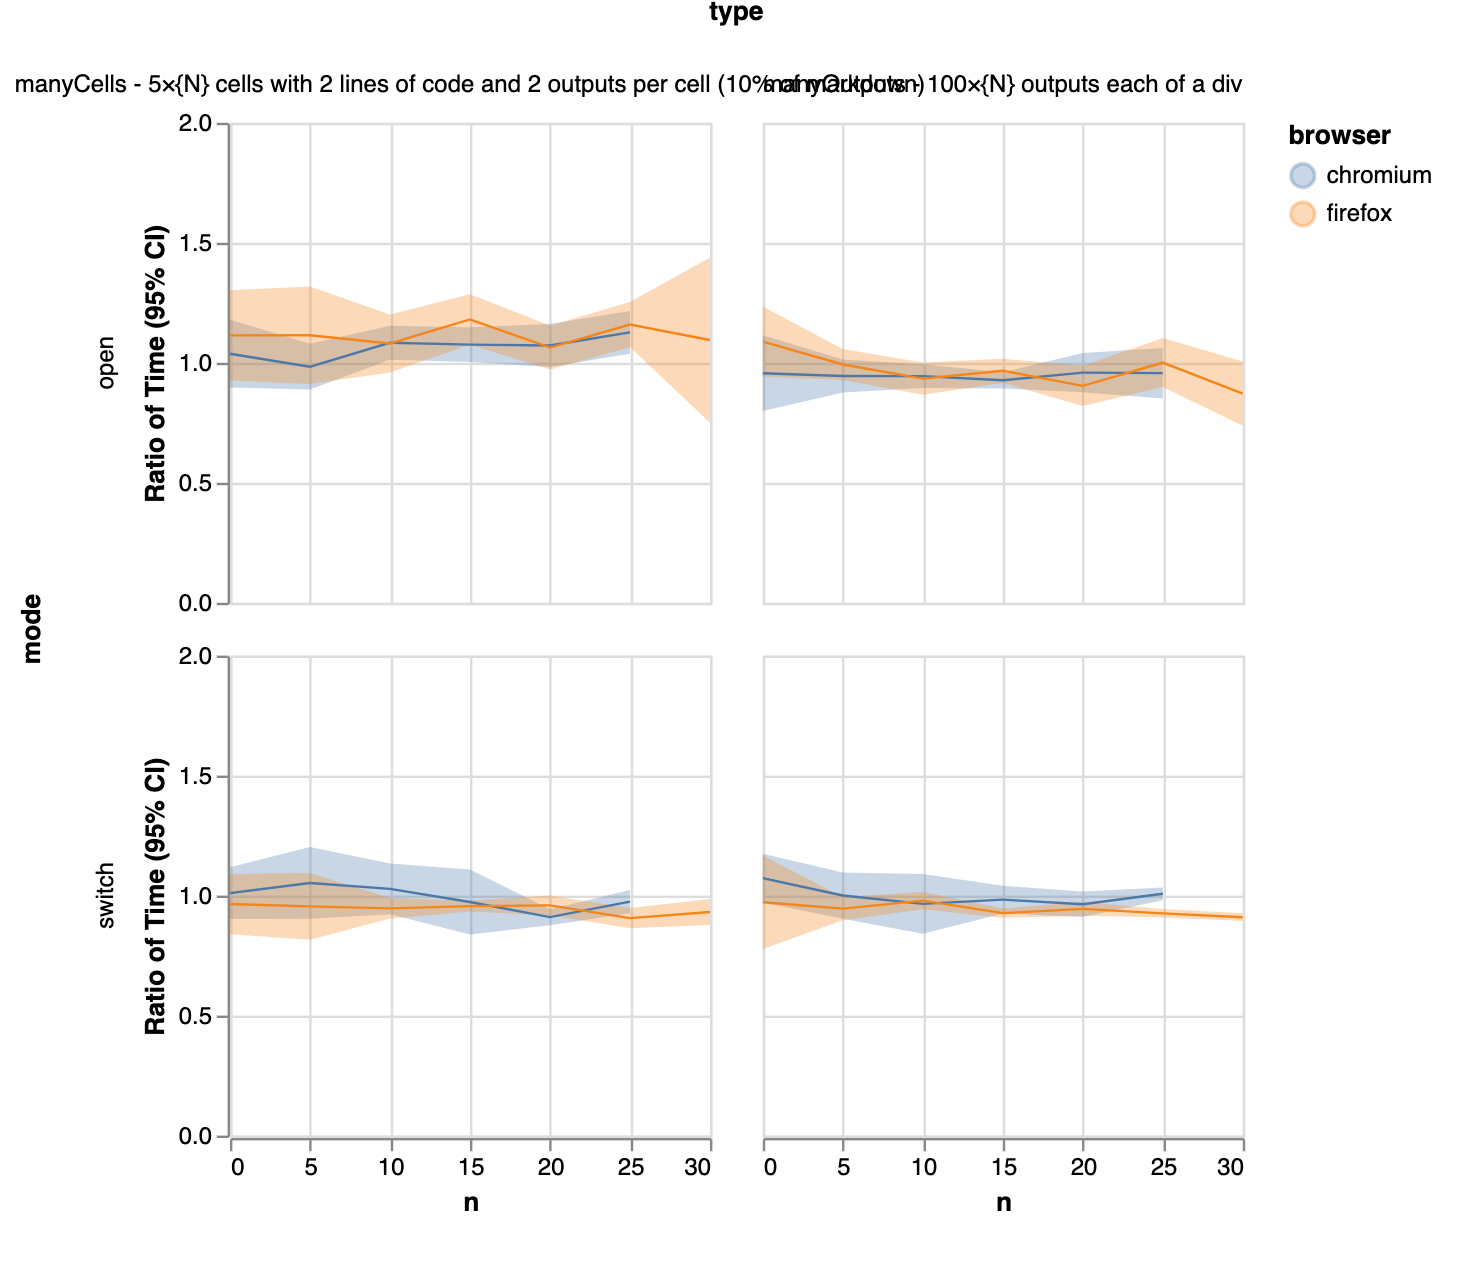 type
manyCells - 5×{N} cells with 2 lines of code and 2 outputs per cell (10% of markdown)
manyOutputs - 100×{N} outputs each of a div
browser
chromium
firefox
mode
open
Ratio of Time (95% CI)
2.0
1.5
1.0
0.5
0.0
switch
Ratio of Time (95% CI)
2.0
1.5
1.0
0.5
0.0
0 5 10 15 20 25 30
0 5 10 15 20 25 30
n
n